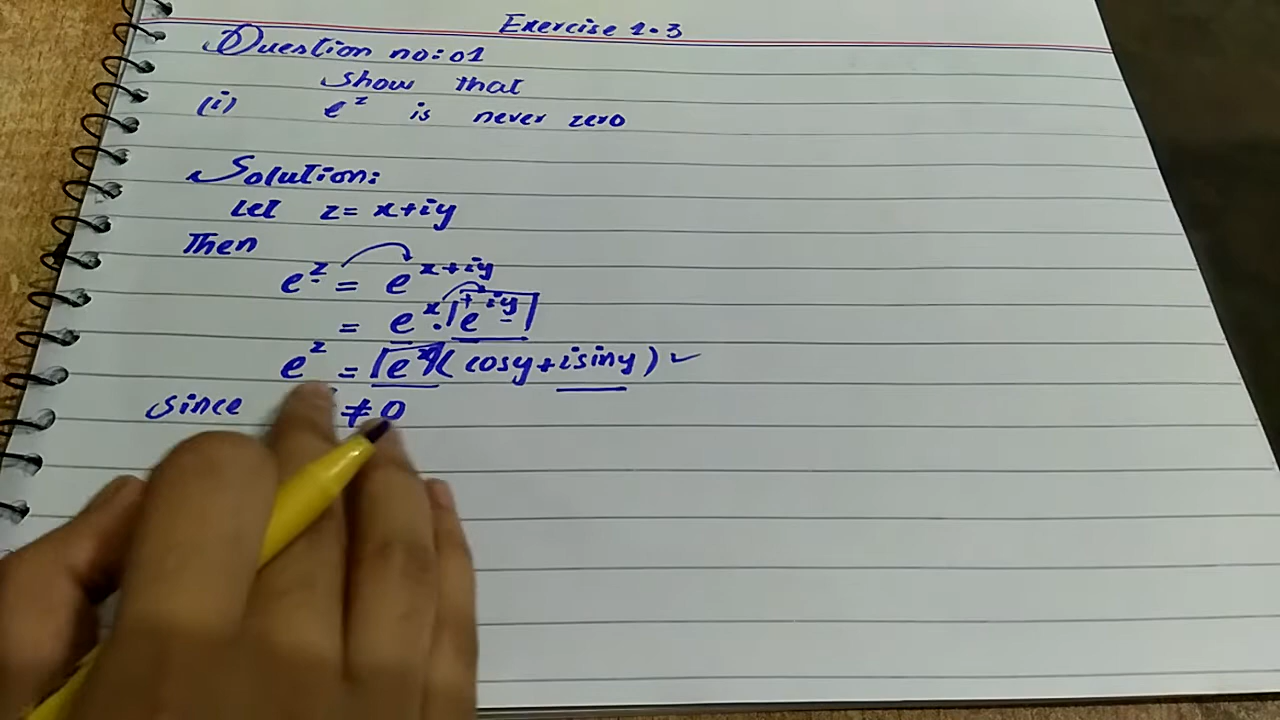 Exercise 1.3
Question no:01
Show that
(i) e^z is never zero
Solution:
Let z = x+iy
Then
e^z = e^x+iy
= e^x . e^+iy
e^z = e^x ( cosy + isiny )
Since ≠ 0